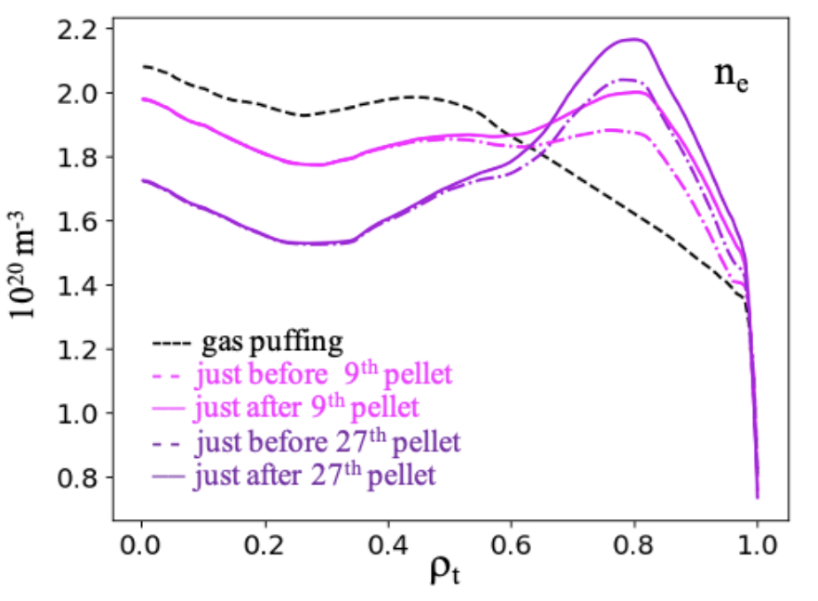 2.2
2.0
1.8
1.6
1.4
1.2
1.0
0.8
10²⁰ m⁻³
nₑ
---- gas puffing
-- just before 9ᵗʰ pellet
— just after 9ᵗʰ pellet
-- just before 27ᵗʰ pellet
— just after 27ᵗʰ pellet
0.0 0.2 0.4 0.6 0.8 1.0
ρₜ